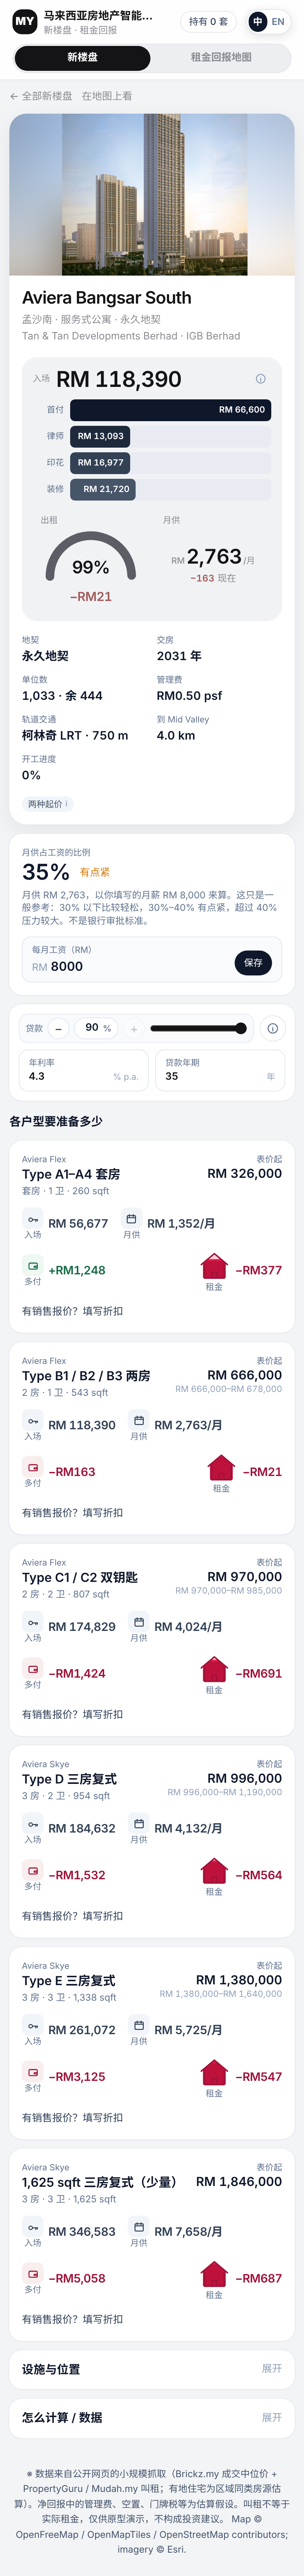 MY
马来西亚房地产智能...
新楼盘 · 租金回报
持有 0 套
中 EN
新楼盘
租金回报地图
← 全部新楼盘 在地图上看
Aviera Bangsar South
孟沙南 · 服务式公寓 · 永久地契
Tan & Tan Developments Berhad · IGB Berhad
入场 RM 118,390
首付 RM 66,600
律师 RM 13,093
印花 RM 16,977
装修 RM 21,720
出租
99%
−RM21
月供
RM 2,763 /月
−163 现在
地契
永久地契
交房
2031 年
单位数
1,033 · 余 444
管理费
RM0.50 psf
轨道交通
柯林奇 LRT · 750 m
到 Mid Valley
4.0 km
开工进度
0%
两种起价 i
月供占工资的比例
35% 有点紧
月供 RM 2,763，以你填写的月薪 RM 8,000 来算。这只是一
般参考：30% 以下比较轻松，30%–40% 有点紧，超过 40%
压力较大。不是银行审批标准。
每月工资（RM）
RM 8000
保存
贷款 − 90 % +
年利率
4.3 % p.a.
贷款年期
35 年
各户型要准备多少
Aviera Flex
表价起
Type A1–A4 套房
RM 326,000
套房 · 1 卫 · 260 sqft
RM 56,677
入场
RM 1,352/月
月供
+RM1,248
多付
−RM377
租金
有销售报价？填写折扣
Aviera Flex
表价起
Type B1 / B2 / B3 两房
RM 666,000
2 房 · 1 卫 · 543 sqft
RM 666,000–RM 678,000
RM 118,390
入场
RM 2,763/月
月供
−RM163
多付
−RM21
租金
有销售报价？填写折扣
Aviera Flex
表价起
Type C1 / C2 双钥匙
RM 970,000
2 房 · 2 卫 · 807 sqft
RM 970,000–RM 985,000
RM 174,829
入场
RM 4,024/月
月供
−RM1,424
多付
−RM691
租金
有销售报价？填写折扣
Aviera Skye
表价起
Type D 三房复式
RM 996,000
3 房 · 2 卫 · 954 sqft
RM 996,000–RM 1,190,000
RM 184,632
入场
RM 4,132/月
月供
−RM1,532
多付
−RM564
租金
有销售报价？填写折扣
Aviera Skye
表价起
Type E 三房复式
RM 1,380,000
3 房 · 3 卫 · 1,338 sqft
RM 1,380,000–RM 1,640,000
RM 261,072
入场
RM 5,725/月
月供
−RM3,125
多付
−RM547
租金
有销售报价？填写折扣
Aviera Skye
表价起
1,625 sqft 三房复式（少量）
RM 1,846,000
3 房 · 3 卫 · 1,625 sqft
RM 346,583
入场
RM 7,658/月
月供
−RM5,058
多付
−RM687
租金
有销售报价？填写折扣
设施与位置 展开
怎么计算 / 数据 展开
※ 数据来自公开网页的小规模抓取（Brickz.my 成交中位价 +
PropertyGuru / Mudah.my 叫租；有地住宅为区域同类房源估
算）。净回报中的管理费、空置、门牌税等为估算假设。叫租不等于
实际租金，仅供原型演示，不构成投资建议。 Map ©
OpenFreeMap / OpenMapTiles / OpenStreetMap contributors;
imagery © Esri.